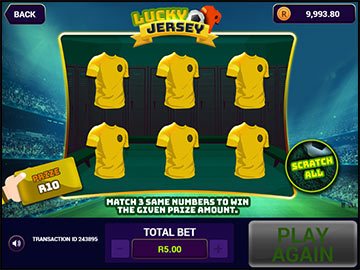 BACK
LUCKY
JERSEY
R
9,993.80
PRIZE
R10
SCRATCH
ALL
MATCH 3 SAME NUMBERS TO WIN
THE GIVEN PRIZE AMOUNT.
TRANSACTION ID 243895
TOTAL BET
-
R5.00
+
PLAY
AGAIN